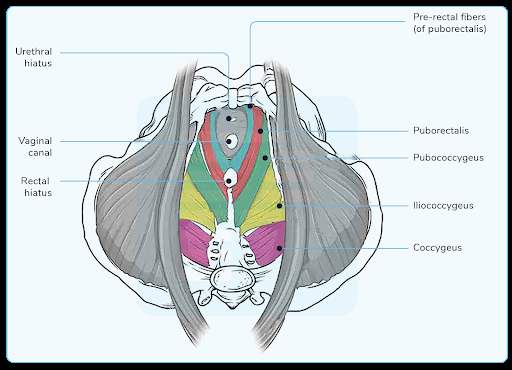 Pre-rectal fibers
(of puborectalis)
Urethral
hiatus
Vaginal
canal
Rectal
hiatus
Puborectalis
Pubococcygeus
Iliococcygeus
Coccygeus